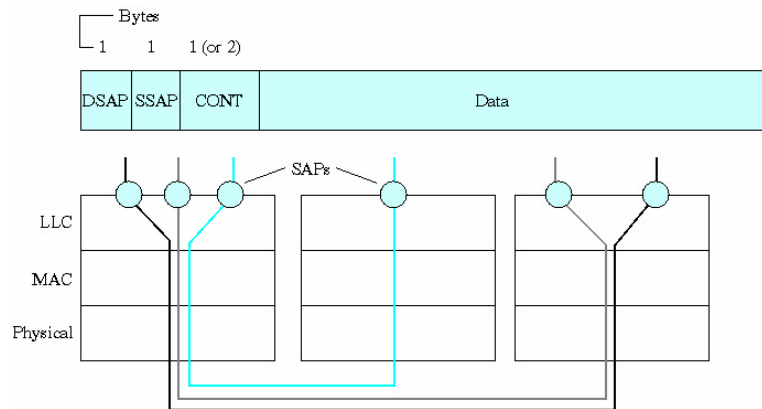 Bytes
1 1 1 (or 2)
DSAP SSAP CONT Data
SAPs
LLC
MAC
Physical